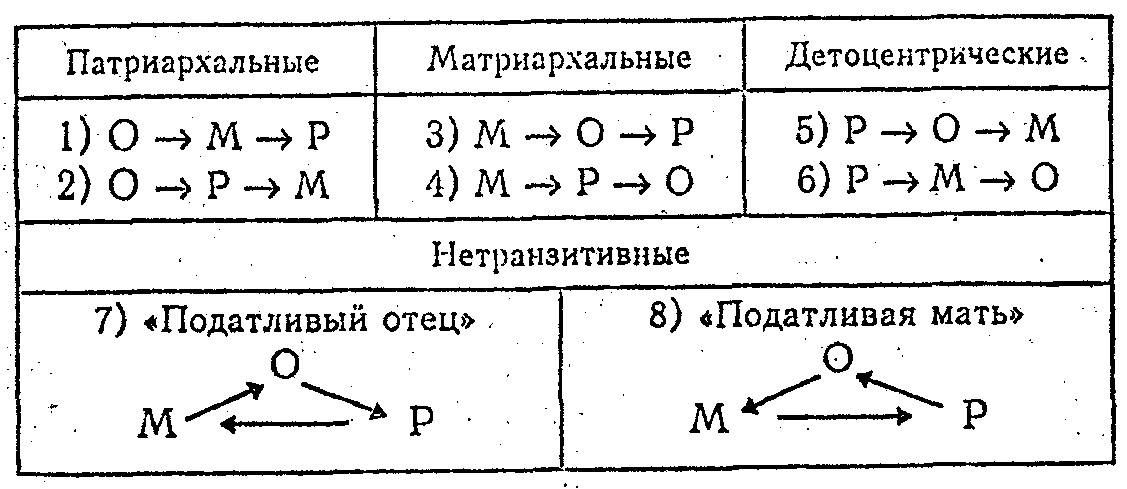 Патриархальные Матриархальные Детоцентрические
1) О → М → Р 3) М → О → Р 5) Р → О → М
2) О → Р → М 4) М → Р → О 6) Р → М → О
Нетранзитивные
7) «Податливый отец» 8) «Податливая мать»
О О
М Р М Р